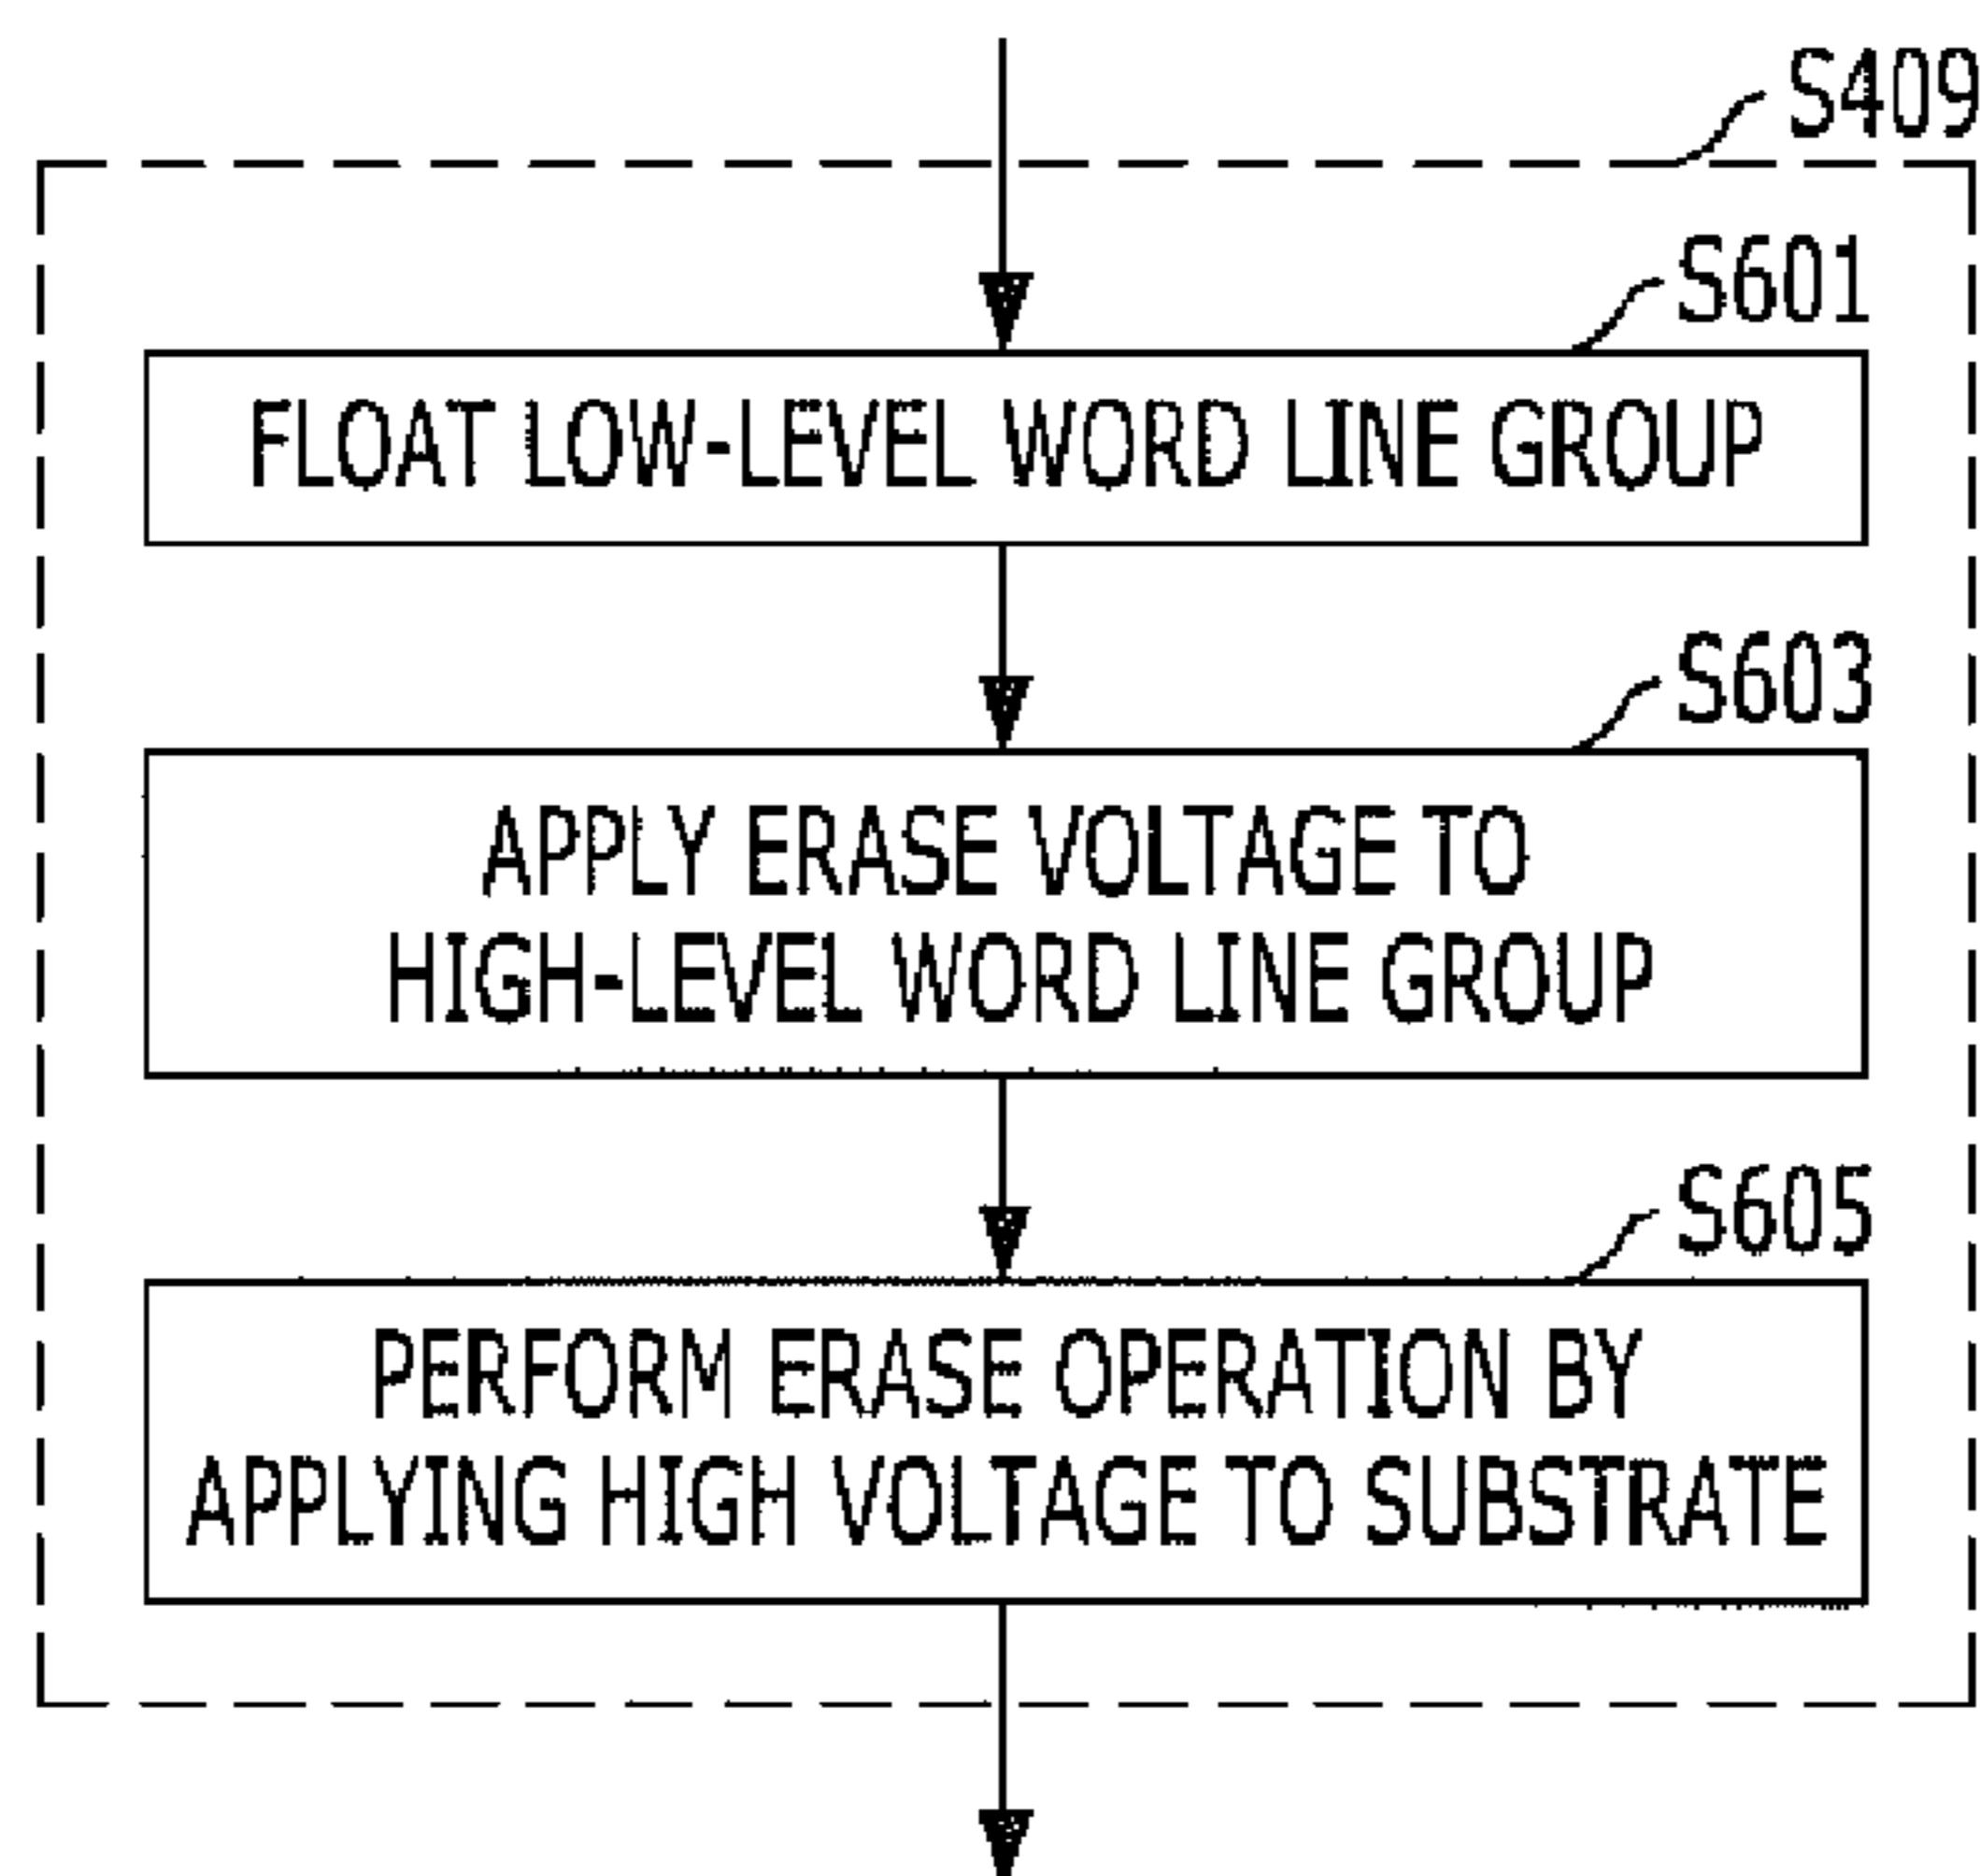 S409
S601
FLOAT LOW-LEVEL WORD LINE GROUP
S603
APPLY ERASE VOLTAGE TO
HIGH-LEVEL WORD LINE GROUP
S605
PERFORM ERASE OPERATION BY
APPLYING HIGH VOLTAGE TO SUBSTRATE